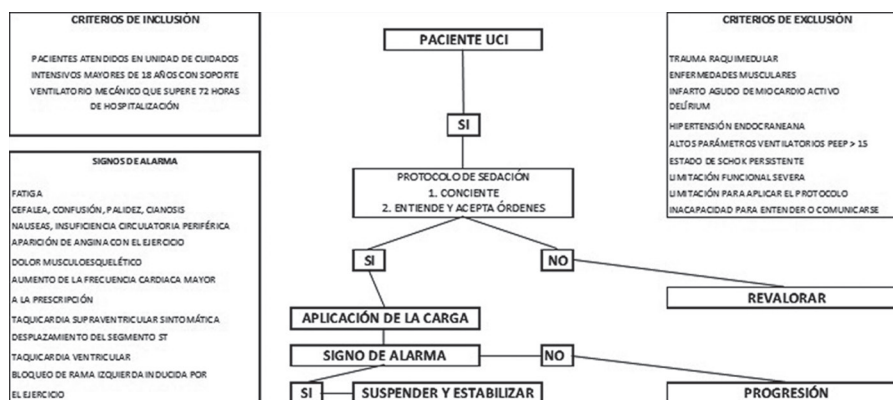 CRITERIOS DE INCLUSIÓN
PACIENTES ATENDIDOS EN UNIDAD DE CUIDADOS
INTENSIVOS MAYORES DE 18 AÑOS CON SOPORTE
VENTILATORIO MECÁNICO QUE SUPERE 72 HORAS
DE HOSPITALIZACIÓN
SIGNOS DE ALARMA
FATIGA
CEFALEA, CONFUSIÓN, PALIDEZ, CIANOSIS
NAUSEAS, INSUFICIENCIA CIRCULATORIA PERIFÉRICA
APARICIÓN DE ANGINA CON EL EJERCICIO
DOLOR MUSCULOESQUELÉTICO
AUMENTO DE LA FRECUENCIA CARDIACA MAYOR
A LA PRESCRIPCIÓN
TAQUICARDIA SUPRAVENTRICULAR SINTOMÁTICA
DESPLAZAMIENTO DEL SEGMENTO ST
TAQUICARDIA VENTRICULAR
BLOQUEO DE RAMA IZQUIERDA INDUCIDA POR
EL EJERCICIO
PACIENTE UCI
SI
PROTOCOLO DE SEDACIÓN
1. CONCIENTE
2. ENTIENDE Y ACEPTA ÓRDENES
SI
NO
APLICACIÓN DE LA CARGA
SIGNO DE ALARMA
NO
SI
SUSPENDER Y ESTABILIZAR
CRITERIOS DE EXCLUSIÓN
TRAUMA RAQUIMEDULAR
ENFERMEDADES MUSCULARES
INFARTO AGUDO DE MIOCARDIO ACTIVO
DELÍRIUM
HIPERTENSIÓN ENDOCRANEANA
ALTOS PARÁMETROS VENTILATORIOS PEEP > 15
ESTADO DE SCHOK PERSISTENTE
LIMITACIÓN FUNCIONAL SEVERA
LIMITACIÓN PARA APLICAR EL PROTOCOLO
INACAPACIDAD PARA ENTENDER O COMUNICARSE
REVALORAR
PROGRESIÓN